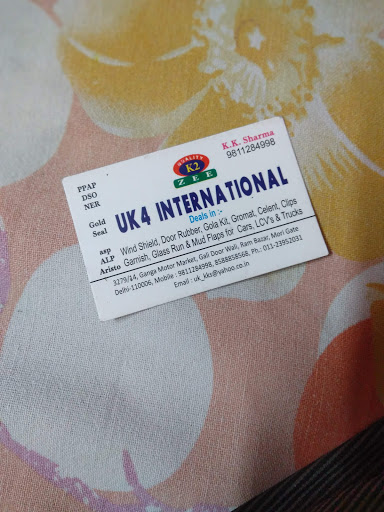 K.K. Sharma
9811284998
QUALITY
K2
ZEE
PPAP
DSO
NER
Gold
Seal
asp
ALP
Aristo
UK4 INTERNATIONAL
Deals in :-
Wind Shield, Door Rubber, Gola Kit, Gromat, Celent, Clips
Garnish, Glass Run & Mud Flaps for Cars, LCV's & Trucks
3279/14, Ganga Motor Market, Gali Door Wali, Ram Bazar, Mori Gate
Delhi-110006, Mobile : 9811284998, 8588858568, Ph.: 011-23952031
Email : uk_kks@yahoo.co.in